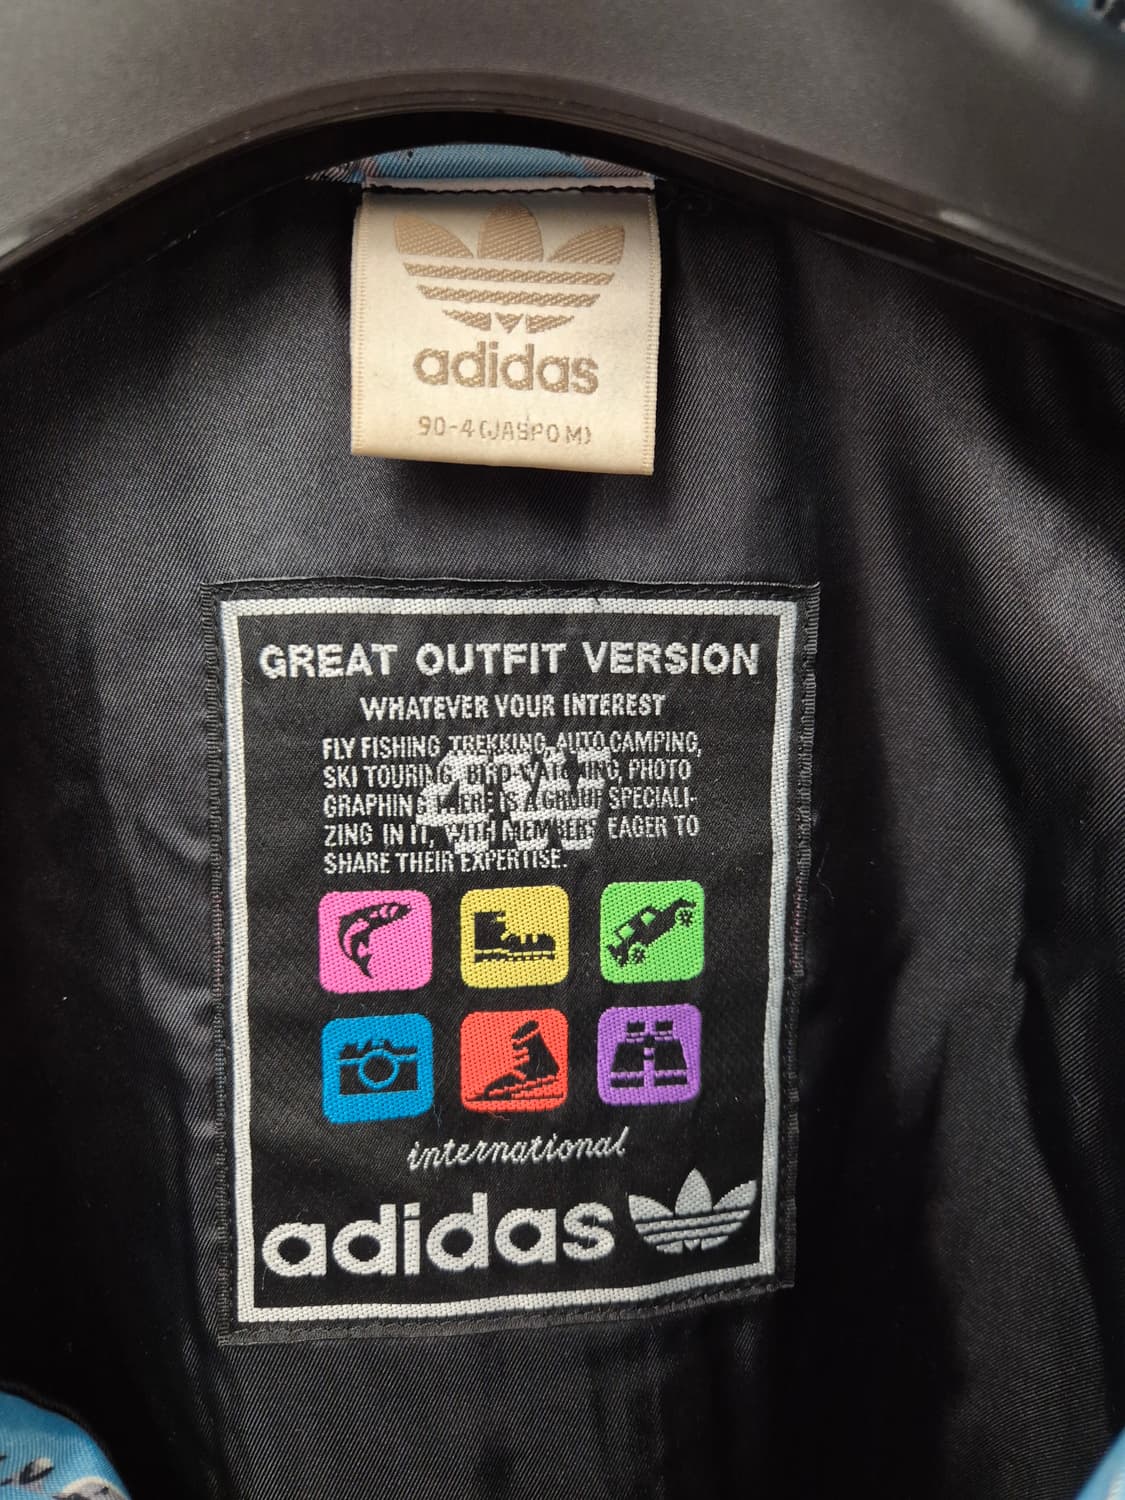 adidas
90-4(JASPO M)
GREAT OUTFIT VERSION
WHATEVER YOUR INTEREST
FLY FISHING, TREKKING, AUTO CAMPING,
SKI TOURING, BIRD-WATCHING, PHOTO
GRAPHING THERE IS A GROUP SPECIALI-
ZING IN IT, WITH MEMBERS EAGER TO
SHARE THEIR EXPERTISE.
4W
international
adidas